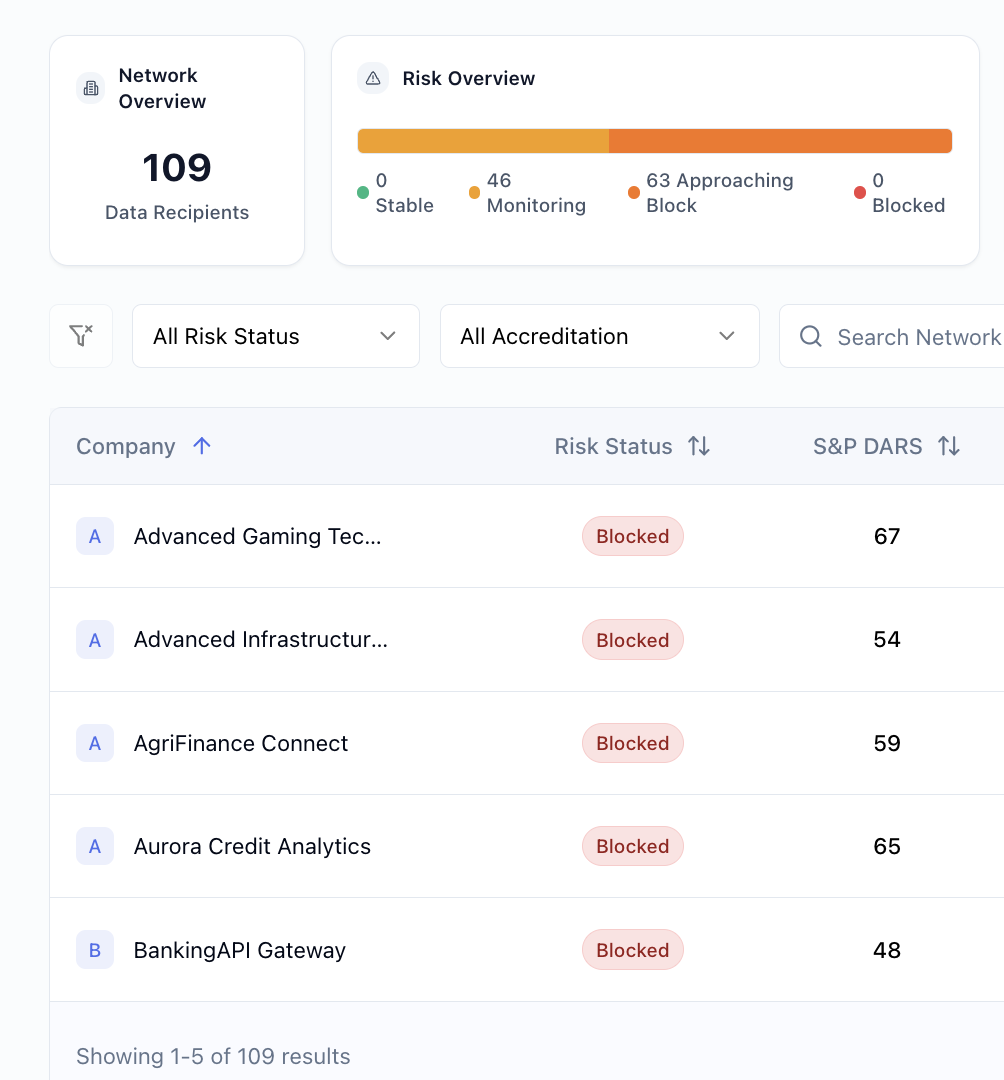 Network
Overview
109
Data Recipients
Risk Overview
0
Stable
46
Monitoring
63 Approaching
Block
0
Blocked
All Risk Status
All Accreditation
Search Network
Company
Risk Status
S&P DARS
A
Advanced Gaming Tec...
Blocked
67
A
Advanced Infrastructur...
Blocked
54
A
AgriFinance Connect
Blocked
59
A
Aurora Credit Analytics
Blocked
65
B
BankingAPI Gateway
Blocked
48
Showing 1-5 of 109 results